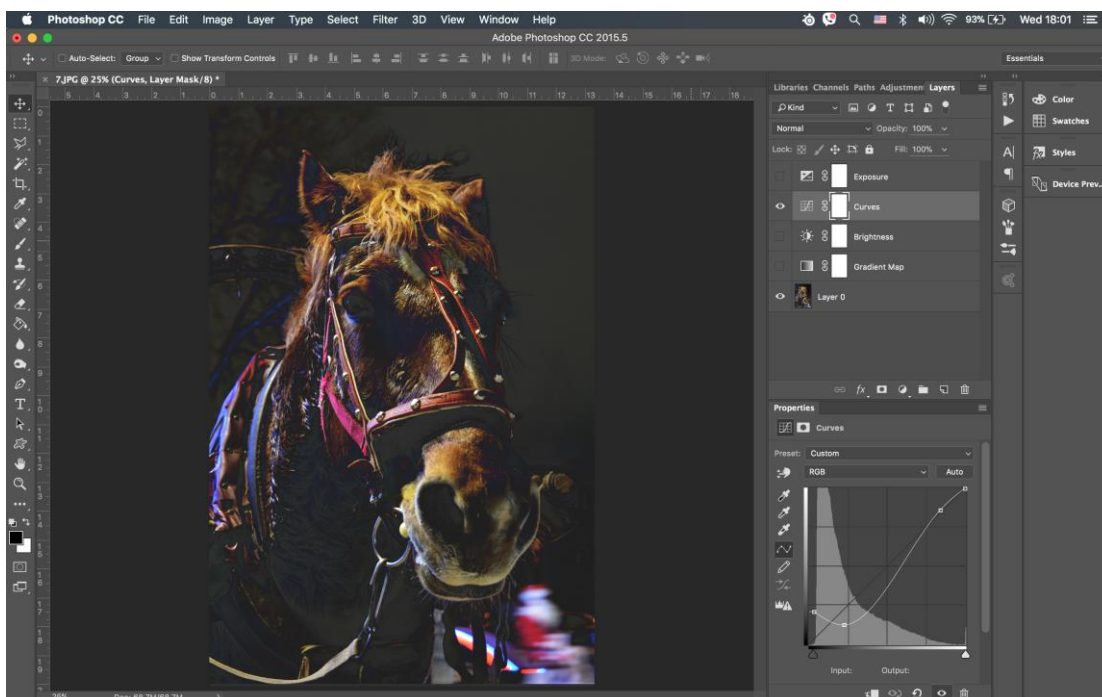 Photoshop CC File Edit Image Layer Type Select Filter 3D View Window Help 93% Wed 18:01
Adobe Photoshop CC 2015.5
Auto-Select: Group Show Transform Controls 3D Mode: Essentials
7.JPG @ 25% (Curves, Layer Mask/8) *
Libraries Channels Paths Adjustmen Layers
Kind
Normal Opacity: 100%
Lock: Fill: 100%
Exposure
Curves
Brightness
Gradient Map
Layer 0
Color
Swatches
Styles
Device Prev..
Properties
Curves
Preset: Custom
RGB Auto
Input: Output: